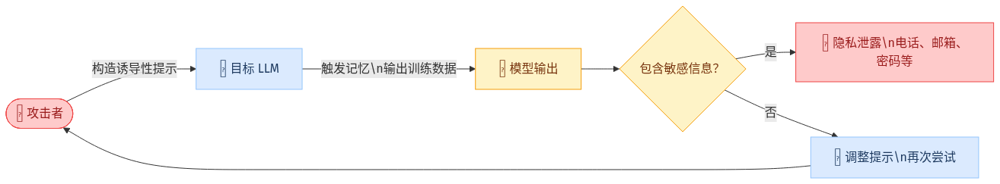 攻击者
构造诱导性提示
目标 LLM
触发记忆\n输出训练数据
模型输出
包含敏感信息?
是
隐私泄露\n电话、邮箱、
密码等
否
调整提示\n再次尝试